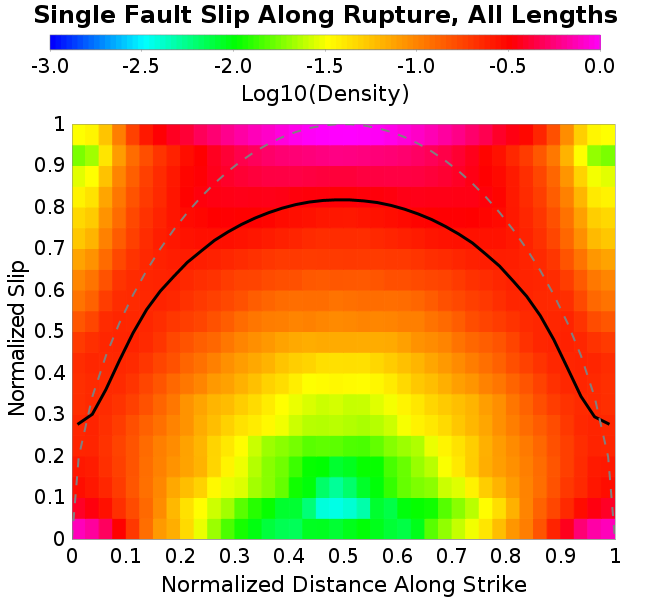 Single Fault Slip Along Rupture, All Lengths
-3.0 -2.5 -2.0 -1.5 -1.0 -0.5 0.0
Log10(Density)
1
0.9
0.8
0.7
0.6
0.5
0.4
0.3
0.2
0.1
0
Normalized Slip
0 0.1 0.2 0.3 0.4 0.5 0.6 0.7 0.8 0.9 1
Normalized Distance Along Strike